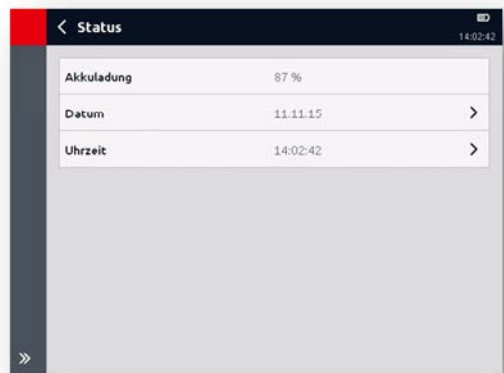 Status
14:02:42
Akkuladung 87 %
Datum 11.11.15
Uhrzeit 14:02:42